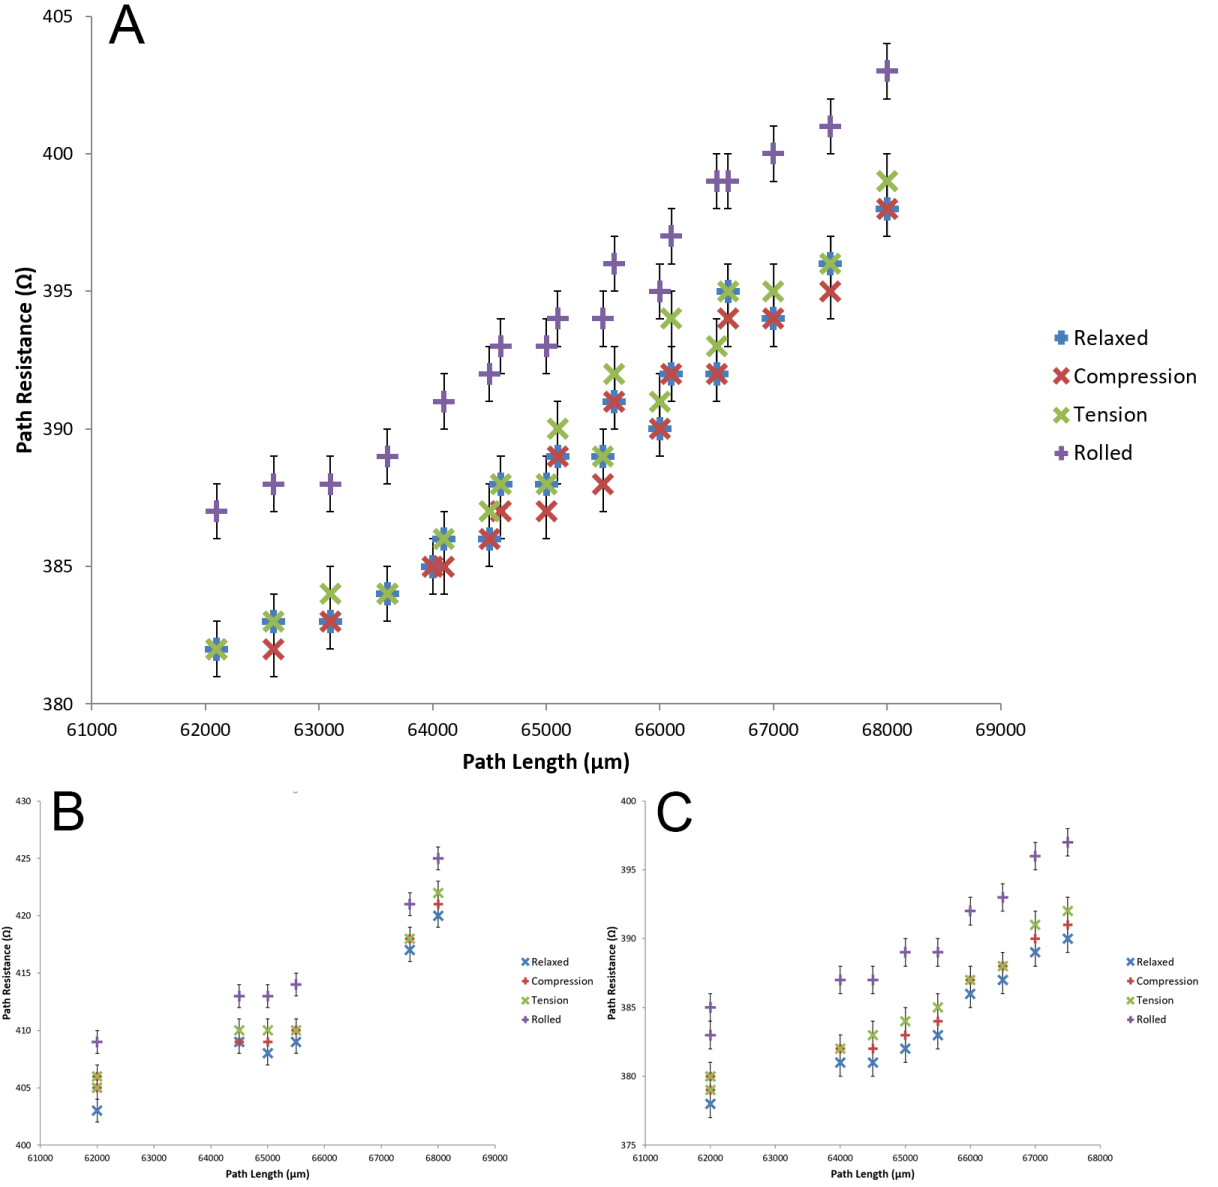 A
405
400
395
390
385
380
Path Resistance (Ω)
61000 62000 63000 64000 65000 66000 67000 68000 69000
Path Length (μm)
Relaxed
Compression
Tension
Rolled
B
430
425
420
415
410
405
400
Path Resistance (Ω)
61000 62000 63000 64000 65000 66000 67000 68000 69000
Path Length (μm)
Relaxed
Compression
Tension
Rolled
C
400
395
390
385
380
375
Path Resistance (Ω)
61000 62000 63000 64000 65000 66000 67000 68000
Path Length (μm)
Relaxed
Compression
Tension
Rolled